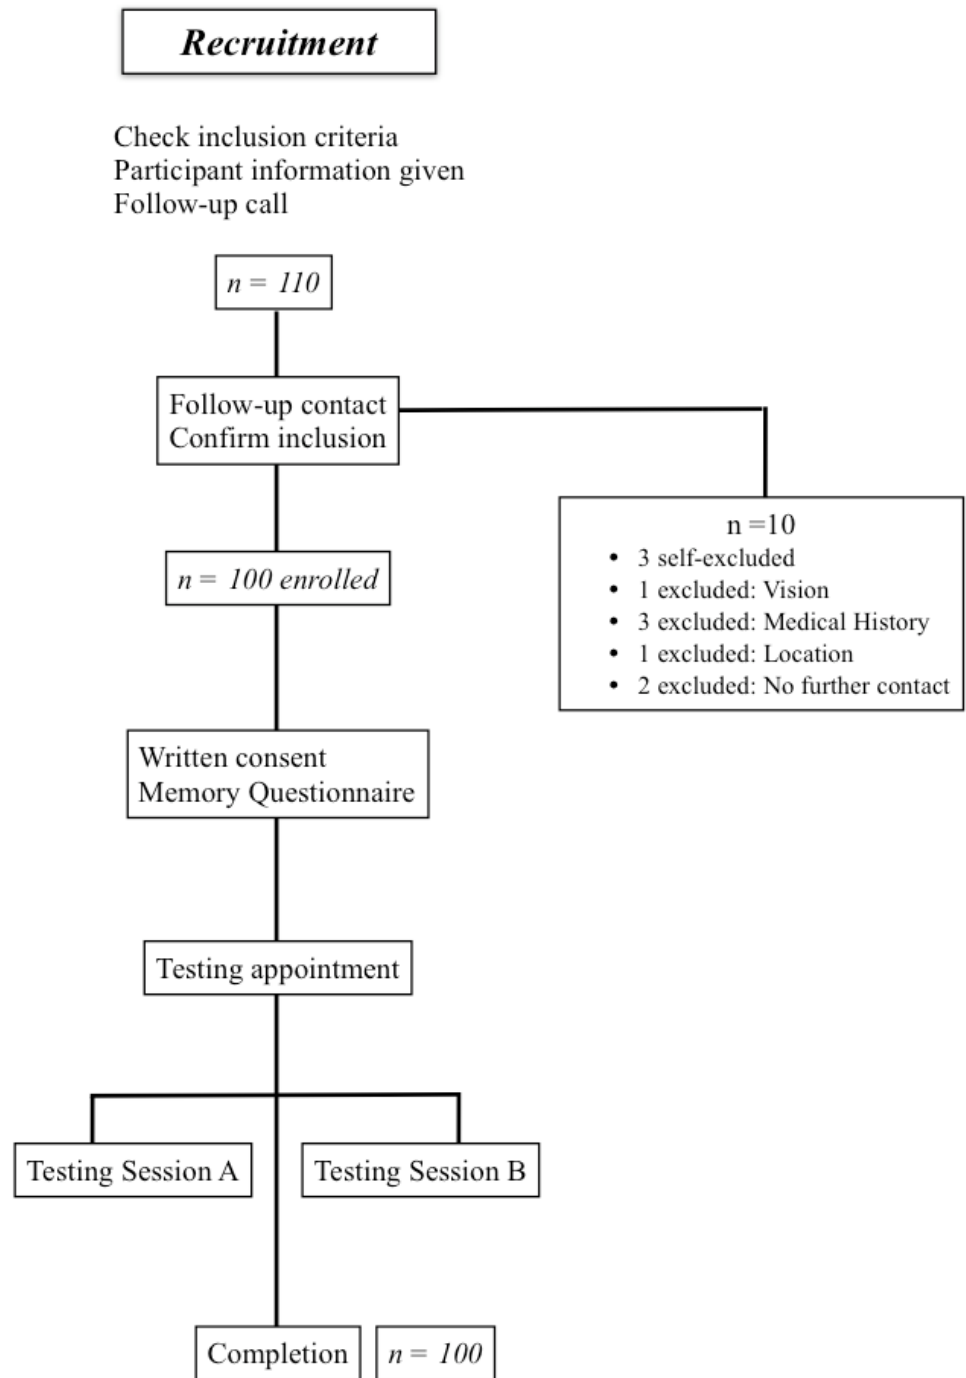 Recruitment
Check inclusion criteria
Participant information given
Follow-up call
n = 110
Follow-up contact
Confirm inclusion
n =10
• 3 self-excluded
• 1 excluded: Vision
• 3 excluded: Medical History
• 1 excluded: Location
• 2 excluded: No further contact
n = 100 enrolled
Written consent
Memory Questionnaire
Testing appointment
Testing Session A
Testing Session B
Completion
n = 100